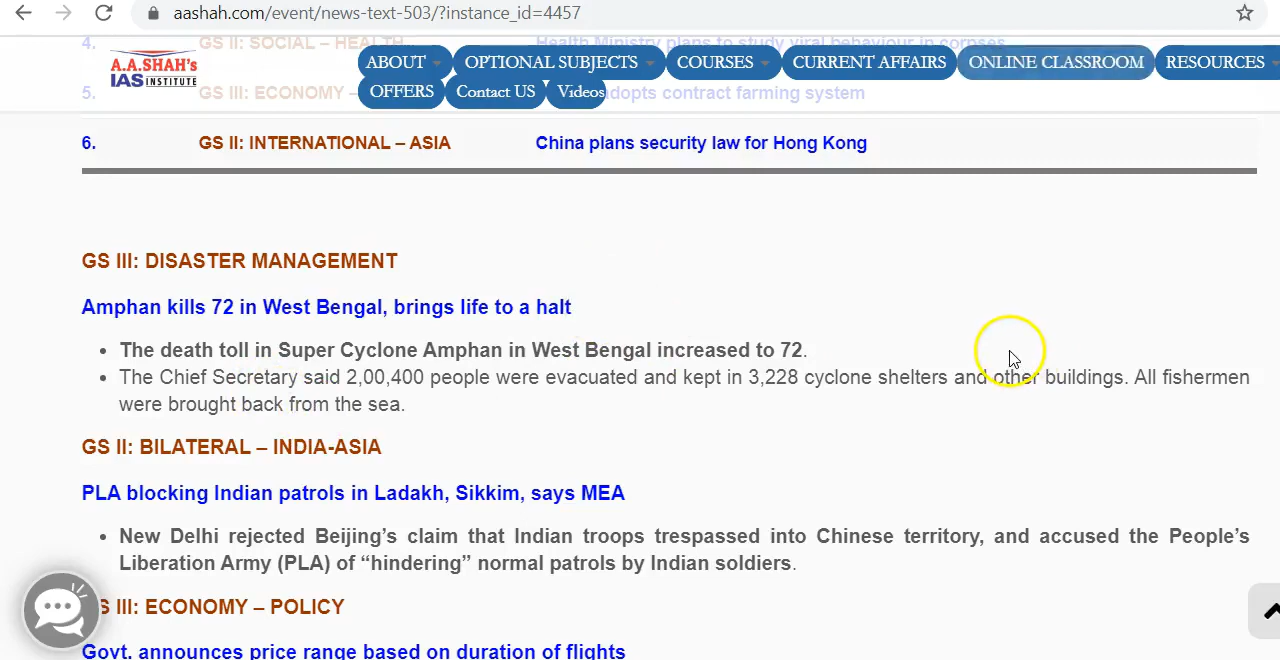 aashah.com/event/news-text-503/?instance_id=4457
4. GS II: SOCIAL – HEALTH Health Ministry plans to study viral behaviour in corpses
A.A.SHAH's
IAS INSTITUTE
ABOUT OPTIONAL SUBJECTS COURSES CURRENT AFFAIRS ONLINE CLASSROOM RESOURCES
OFFERS Contact US Videos
5. GS II: ECONOMY – adopts contract farming system
6. GS II: INTERNATIONAL – ASIA China plans security law for Hong Kong
GS III: DISASTER MANAGEMENT
Amphan kills 72 in West Bengal, brings life to a halt
• The death toll in Super Cyclone Amphan in West Bengal increased to 72.
• The Chief Secretary said 2,00,400 people were evacuated and kept in 3,228 cyclone shelters and other buildings. All fishermen
were brought back from the sea.
GS II: BILATERAL – INDIA-ASIA
PLA blocking Indian patrols in Ladakh, Sikkim, says MEA
• New Delhi rejected Beijing's claim that Indian troops trespassed into Chinese territory, and accused the People's
Liberation Army (PLA) of “hindering” normal patrols by Indian soldiers.
S III: ECONOMY – POLICY
Govt. announces price range based on duration of flights